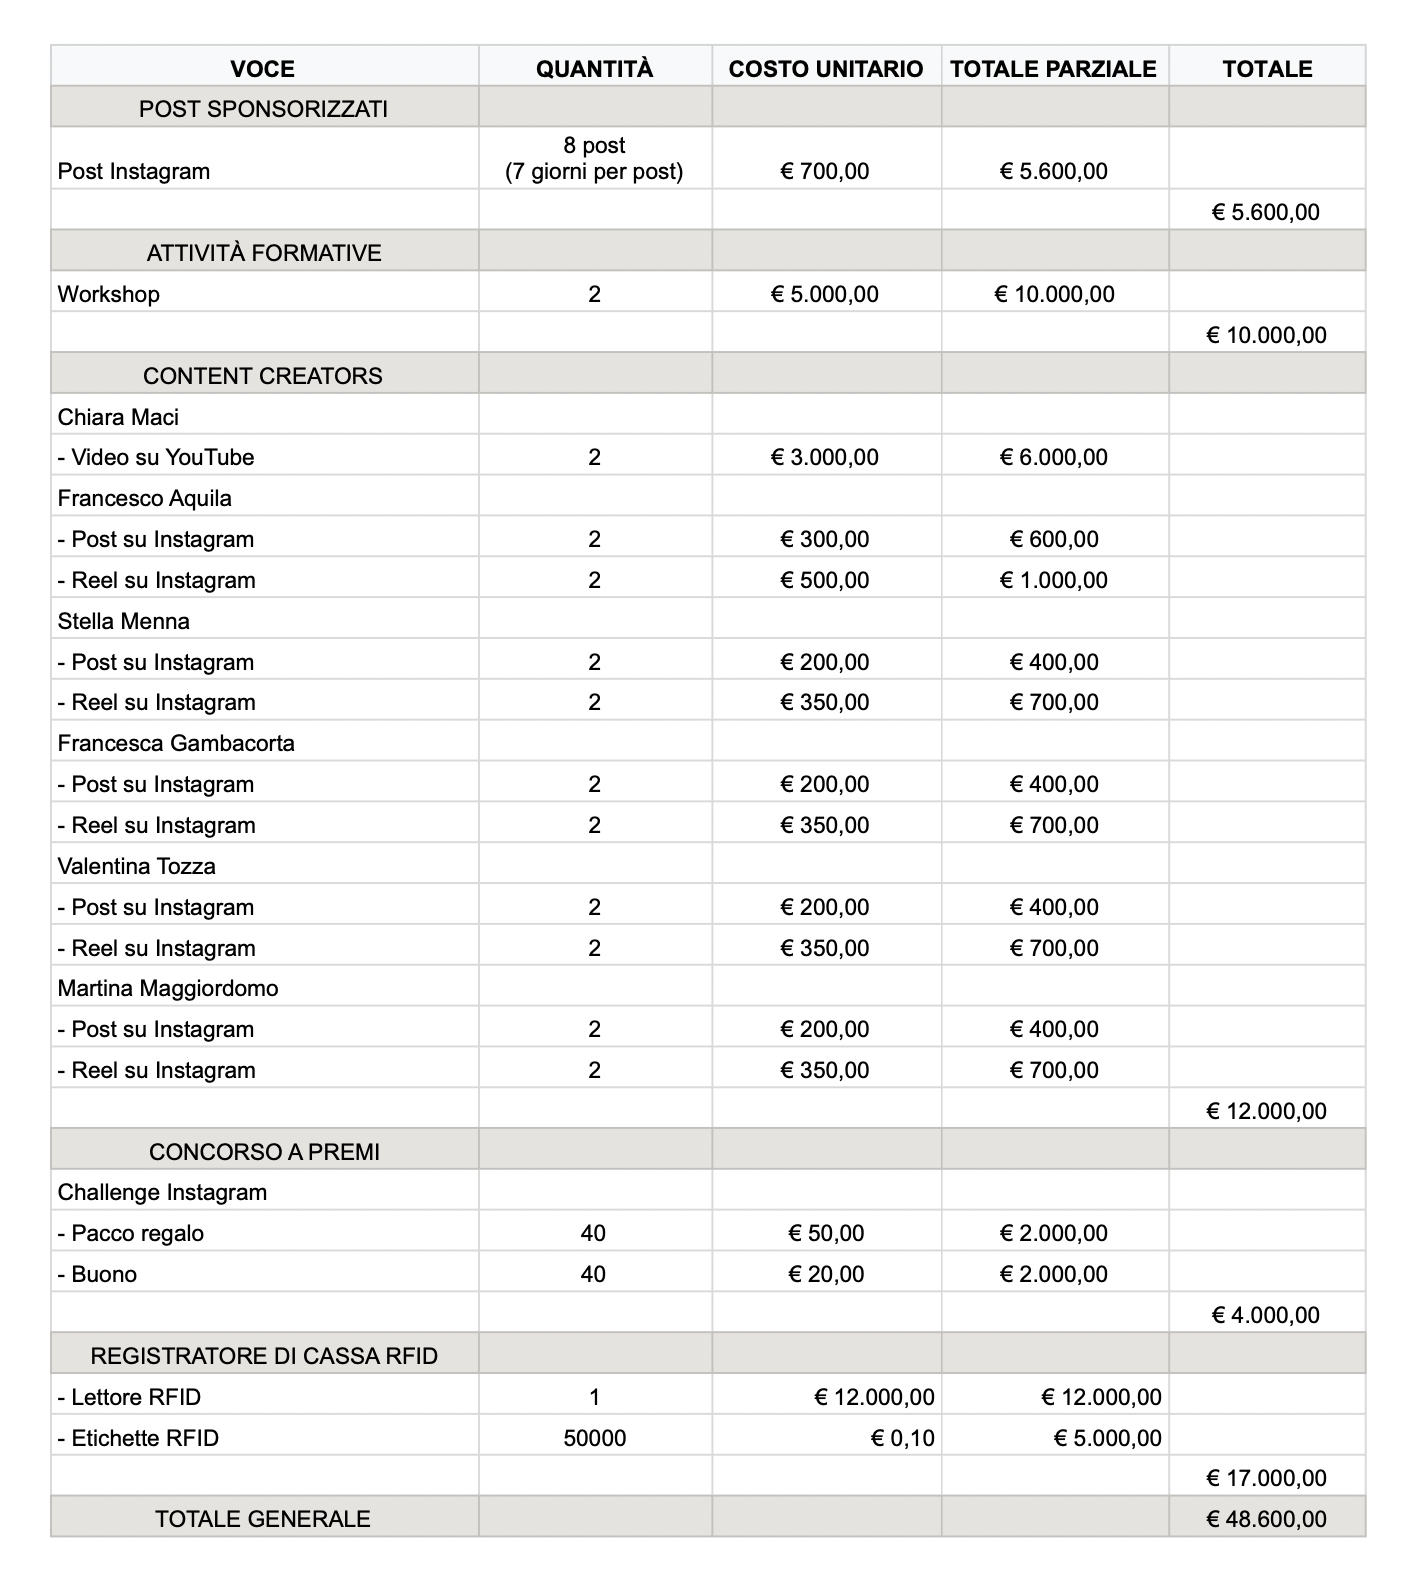 VOCE QUANTITÀ COSTO UNITARIO TOTALE PARZIALE TOTALE
POST SPONSORIZZATI
8 post
Post Instagram (7 giorni per post) € 700,00 € 5.600,00
€ 5.600,00
ATTIVITÀ FORMATIVE
Workshop 2 € 5.000,00 € 10.000,00
€ 10.000,00
CONTENT CREATORS
Chiara Maci
- Video su YouTube 2 € 3.000,00 € 6.000,00
Francesco Aquila
- Post su Instagram 2 € 300,00 € 600,00
- Reel su Instagram 2 € 500,00 € 1.000,00
Stella Menna
- Post su Instagram 2 € 200,00 € 400,00
- Reel su Instagram 2 € 350,00 € 700,00
Francesca Gambacorta
- Post su Instagram 2 € 200,00 € 400,00
- Reel su Instagram 2 € 350,00 € 700,00
Valentina Tozza
- Post su Instagram 2 € 200,00 € 400,00
- Reel su Instagram 2 € 350,00 € 700,00
Martina Maggiordomo
- Post su Instagram 2 € 200,00 € 400,00
- Reel su Instagram 2 € 350,00 € 700,00
€ 12.000,00
CONCORSO A PREMI
Challenge Instagram
- Pacco regalo 40 € 50,00 € 2.000,00
- Buono 40 € 20,00 € 2.000,00
€ 4.000,00
REGISTRATORE DI CASSA RFID
- Lettore RFID 1 € 12.000,00 € 12.000,00
- Etichette RFID 50000 € 0,10 € 5.000,00
€ 17.000,00
TOTALE GENERALE € 48.600,00